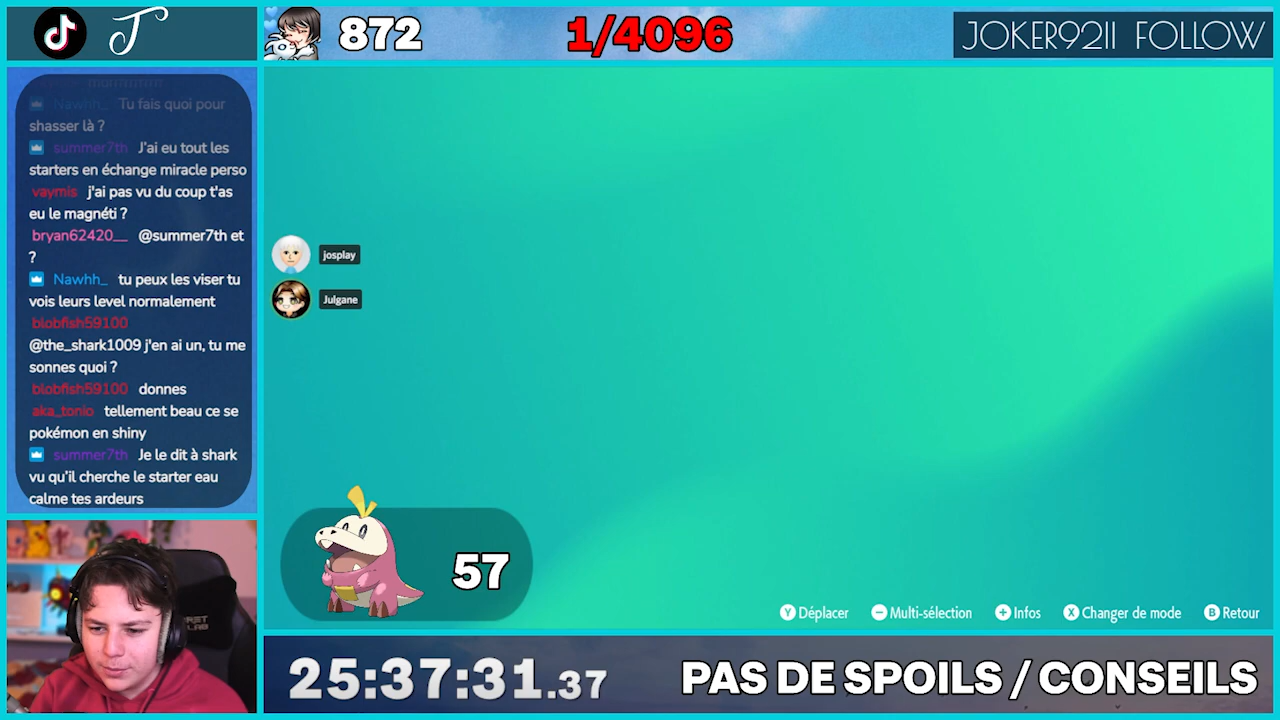 872
1/4096
JOKER92II FOLLOW
Nawhh_ Tu fais quoi pour
shasser là ?
summer7th J'ai eu tout les
starters en échange miracle perso
vaymis j'ai pas vu du coup t'as
eu le magnéti ?
bryan62420__ @summer7th et
?
Nawhh_ tu peux les viser tu
vois leurs level normalement
blobfish59100
@the_shark1009 j'en ai un, tu me
sonnes quoi ?
blobfish59100 donnes
aka_tonio tellement beau ce se
pokémon en shiny
summer7th Je le dit à shark
vu qu'il cherche le starter eau
calme tes ardeurs
josplay
Julgane
57
Y Déplacer
Multi-sélection
Infos
X Changer de mode
B Retour
25:37:31.37
PAS DE SPOILS / CONSEILS